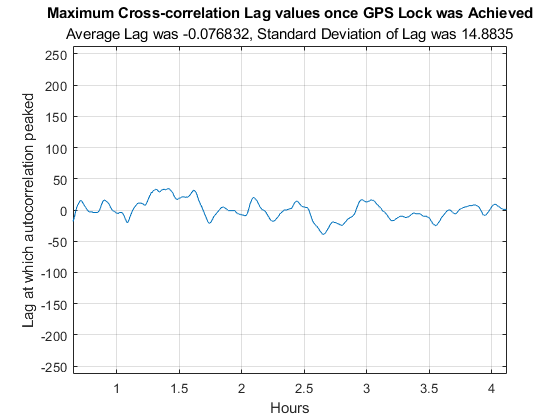 Maximum Cross-correlation Lag values once GPS Lock was Achieved
Average Lag was -0.076832, Standard Deviation of Lag was 14.8835
Lag at which autocorrelation peaked
250
200
150
100
50
0
-50
-100
-150
-200
-250
1 1.5 2 2.5 3 3.5 4
Hours